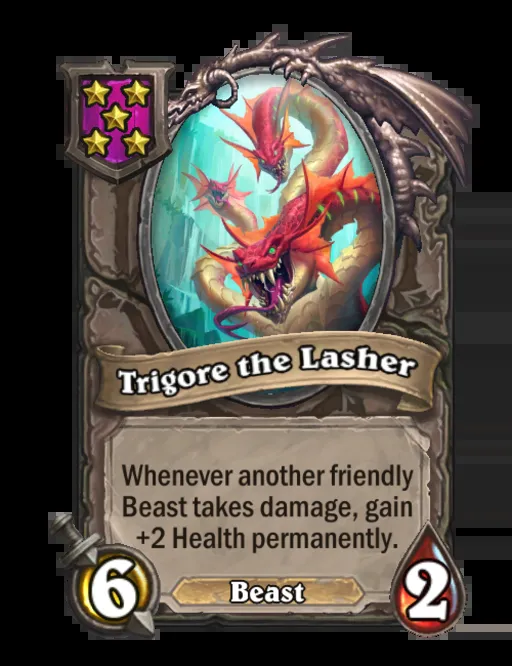 Trigore the Lasher
Whenever another friendly
Beast takes damage, gain
+2 Health permanently.
6
Beast
2